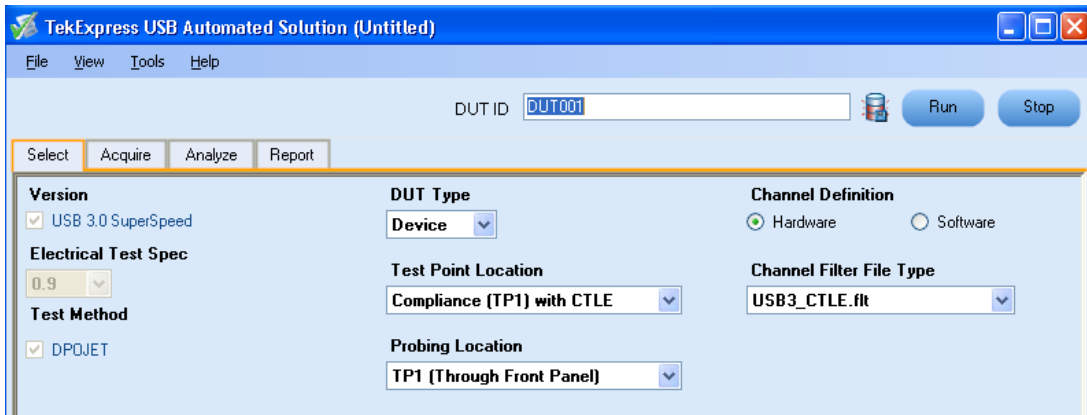 TekExpress USB Automated Solution (Untitled)
File View Tools Help
DUT ID DUT001 Run Stop
Select Acquire Analyze Report
Version
USB 3.0 SuperSpeed
Electrical Test Spec
0.9
Test Method
DPOJET
DUT Type
Device
Test Point Location
Compliance (TP1) with CTLE
Probing Location
TP1 (Through Front Panel)
Channel Definition
Hardware Software
Channel Filter File Type
USB3_CTLE.flt